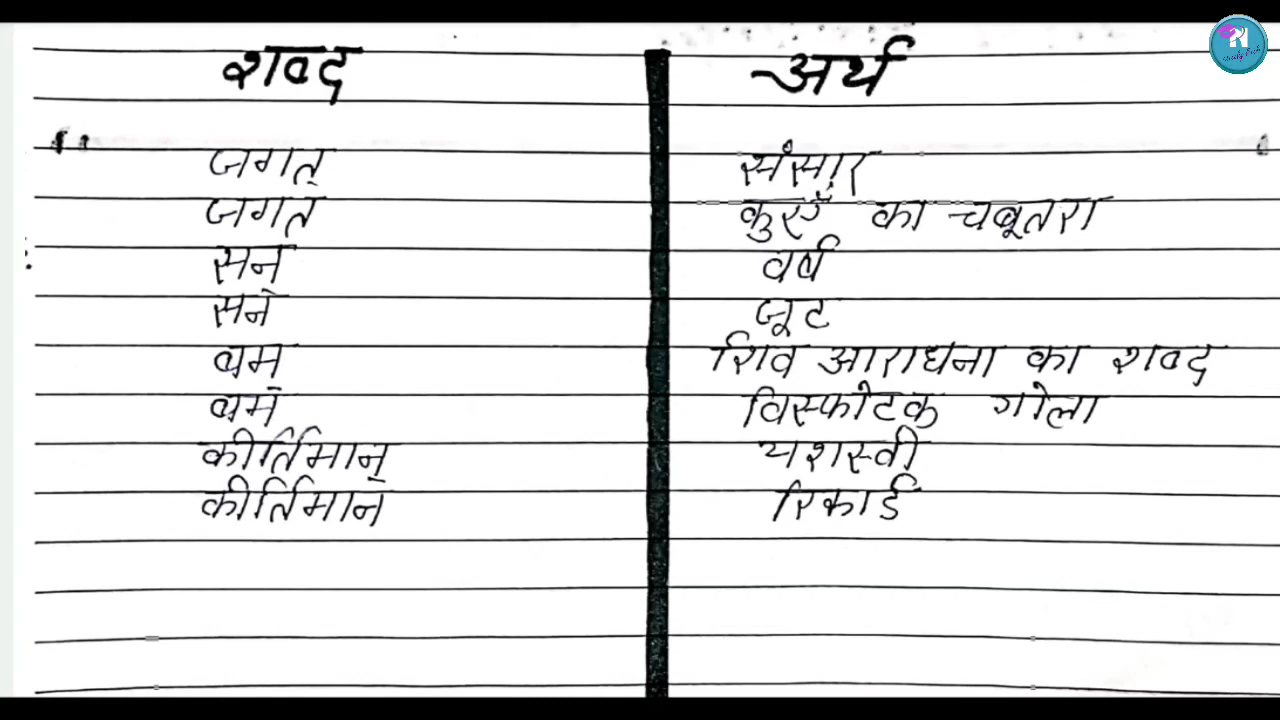 शब्द अर्थ
जगत् संसार
जगत कुएँ का चबूतरा
सन् वर्ष
सन जूट
बम् शिव आराधना का शब्द
बम विस्फोटक गोला
कीर्तिमान् यशस्वी
कीर्तिमान रिकार्ड